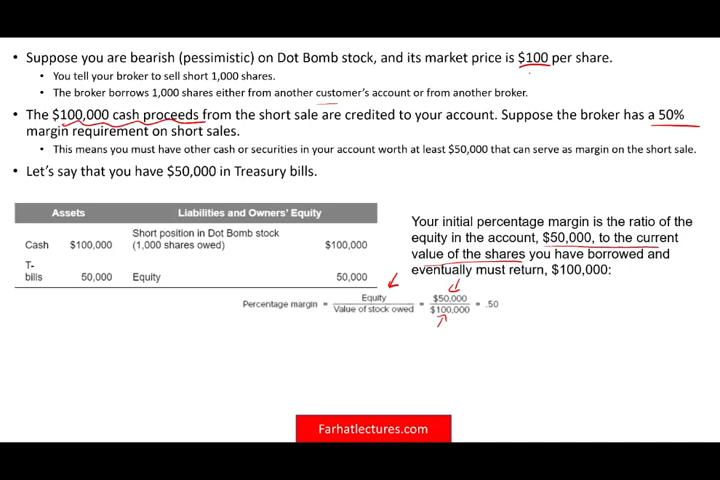 • Suppose you are bearish (pessimistic) on Dot Bomb stock, and its market price is $100 per share.
• You tell your broker to sell short 1,000 shares.
• The broker borrows 1,000 shares either from another customer's account or from another broker.
• The $100,000 cash proceeds from the short sale are credited to your account. Suppose the broker has a 50%
margin requirement on short sales.
• This means you must have other cash or securities in your account worth at least $50,000 that can serve as margin on the short sale.
• Let's say that you have $50,000 in Treasury bills.
Assets Liabilities and Owners' Equity
Short position in Dot Bomb stock
Cash $100,000 (1,000 shares owed) $100,000
T-
bills 50,000 Equity 50,000
Your initial percentage margin is the ratio of the
equity in the account, $50,000, to the current
value of the shares you have borrowed and
eventually must return, $100,000:
Percentage margin = Equity / Value of stock owed = $50,000 / $100,000 = .50
Farhatlectures.com